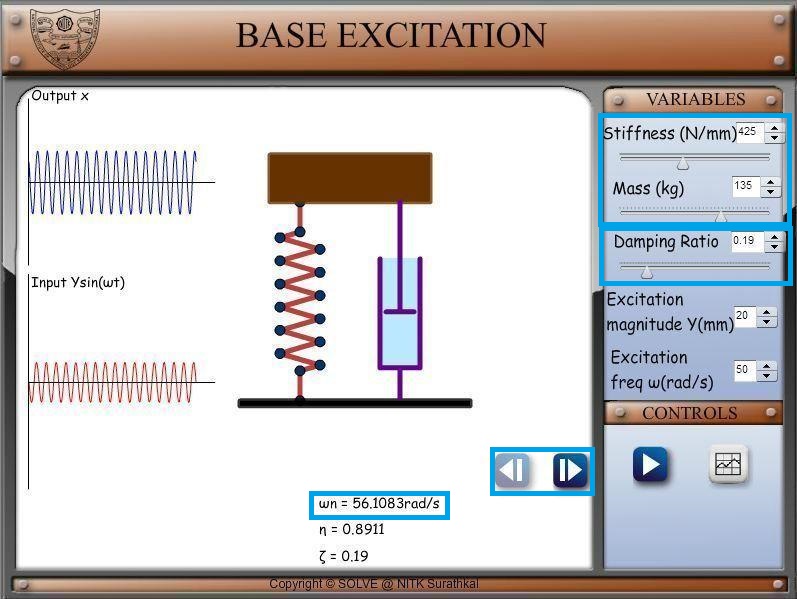 BASE EXCITATION
Output x
Input Ysin(ωt)
ωn = 56.1083rad/s
η = 0.8911
ζ = 0.19
VARIABLES
Stiffness (N/mm) 425
Mass (kg) 135
Damping Ratio 0.19
Excitation
magnitude Y(mm) 20
Excitation
freq ω(rad/s) 50
CONTROLS
Copyright © SOLVE @ NITK Surathkal